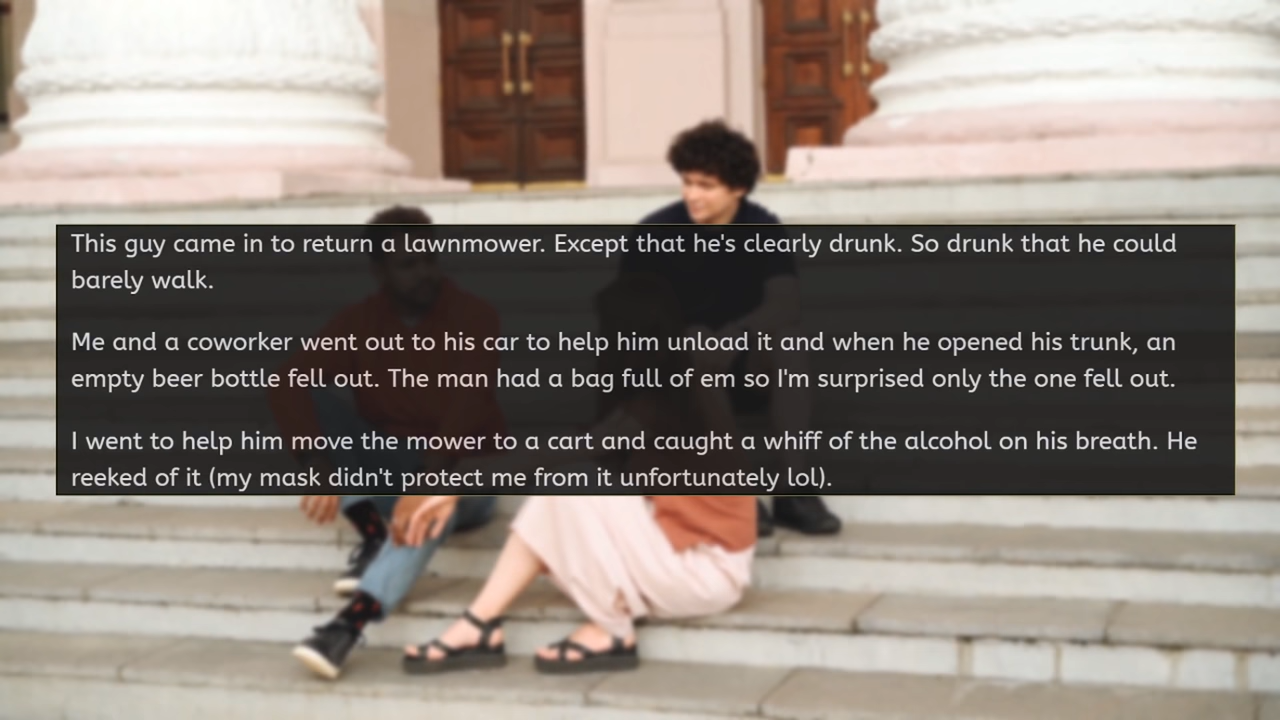 This guy came in to return a lawnmower. Except that he's clearly drunk. So drunk that he could
barely walk.
Me and a coworker went out to his car to help him unload it and when he opened his trunk, an
empty beer bottle fell out. The man had a bag full of em so I'm surprised only the one fell out.
I went to help him move the mower to a cart and caught a whiff of the alcohol on his breath. He
reeked of it (my mask didn't protect me from it unfortunately lol).